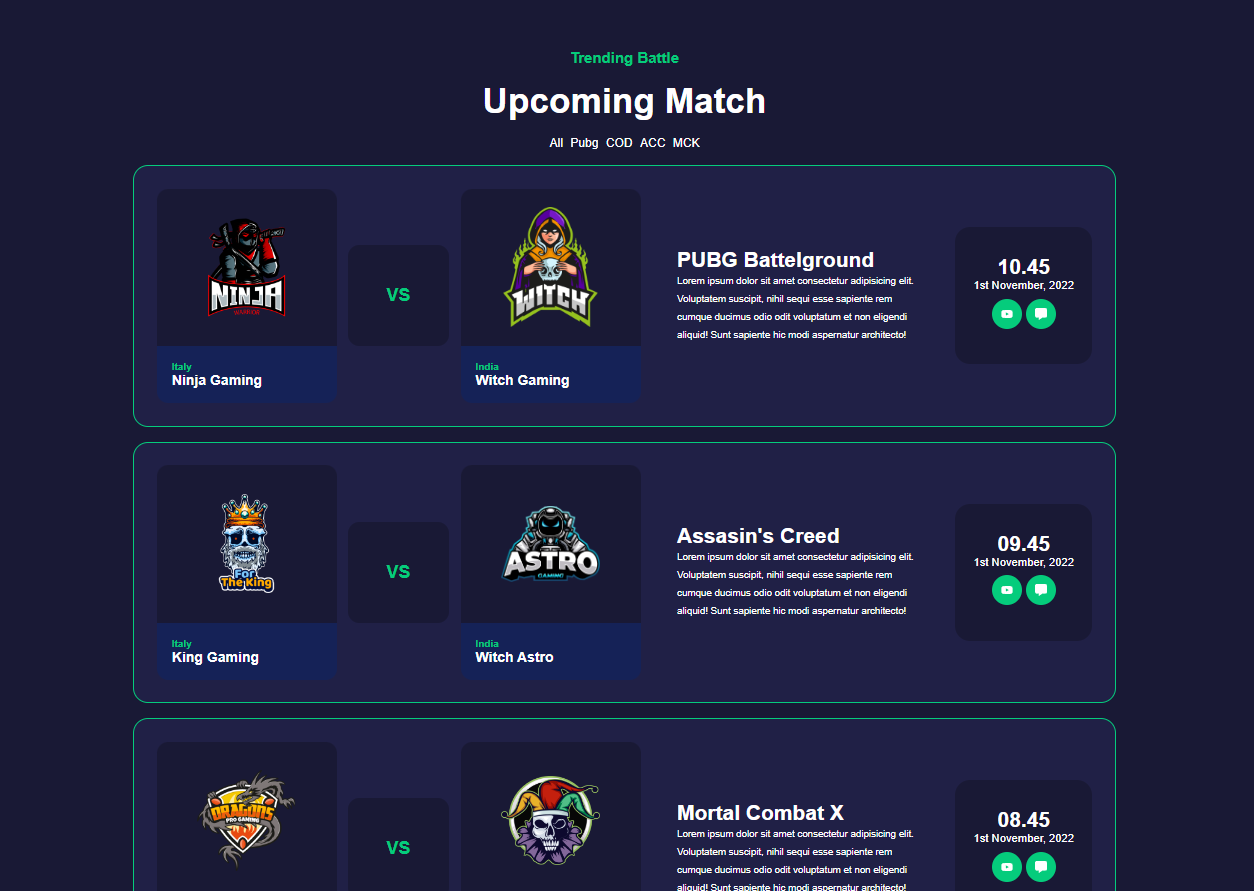 Trending Battle
Upcoming Match
All Pubg COD ACC MCK
NINJA
WARRIOR
Italy
Ninja Gaming
VS
WITCH
India
Witch Gaming
PUBG Battelground
Lorem ipsum dolor sit amet consectetur adipisicing elit.
Voluptatem suscipit, nihil sequi esse sapiente rem
cumque ducimus odio odit voluptatum et non eligendi
aliquid! Sunt sapiente hic modi aspernatur architecto!
10.45
1st November, 2022
For
The king
Italy
King Gaming
VS
ASTRO
GAMING
India
Witch Astro
Assasin's Creed
Lorem ipsum dolor sit amet consectetur adipisicing elit.
Voluptatem suscipit, nihil sequi esse sapiente rem
cumque ducimus odio odit voluptatum et non eligendi
aliquid! Sunt sapiente hic modi aspernatur architecto!
09.45
1st November, 2022
DRAGONS
PRO GAMING
VS
Mortal Combat X
Lorem ipsum dolor sit amet consectetur adipisicing elit.
Voluptatem suscipit, nihil sequi esse sapiente rem
cumque ducimus odio odit voluptatum et non eligendi
aliquid! Sunt sapiente hic modi aspernatur architecto!
08.45
1st November, 2022